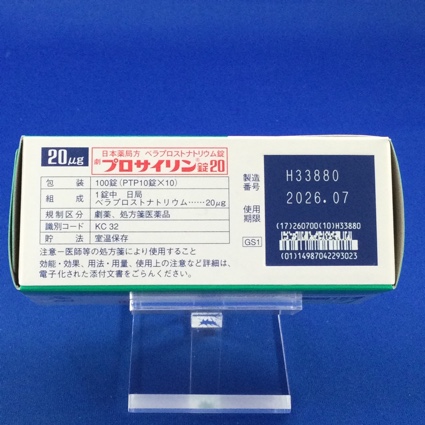 20μg
日本薬局方 ベラプロストナトリウム錠
劇 プロサイリン®錠20
包装 100錠(PTP10錠×10)
組成 1錠中 日局
ベラプロストナトリウム……20μg
規制区分 劇薬、処方箋医薬品
識別コード KC 32
貯法 室温保存
注意－医師等の処方箋により使用すること
効能・効果、用法・用量、使用上の注意など詳細は、
電子化された添付文書をごらんください。
製造番号 H33880
使用期限 2026.07
(17)260700(10)H33880
GS1
(01)14987042293023